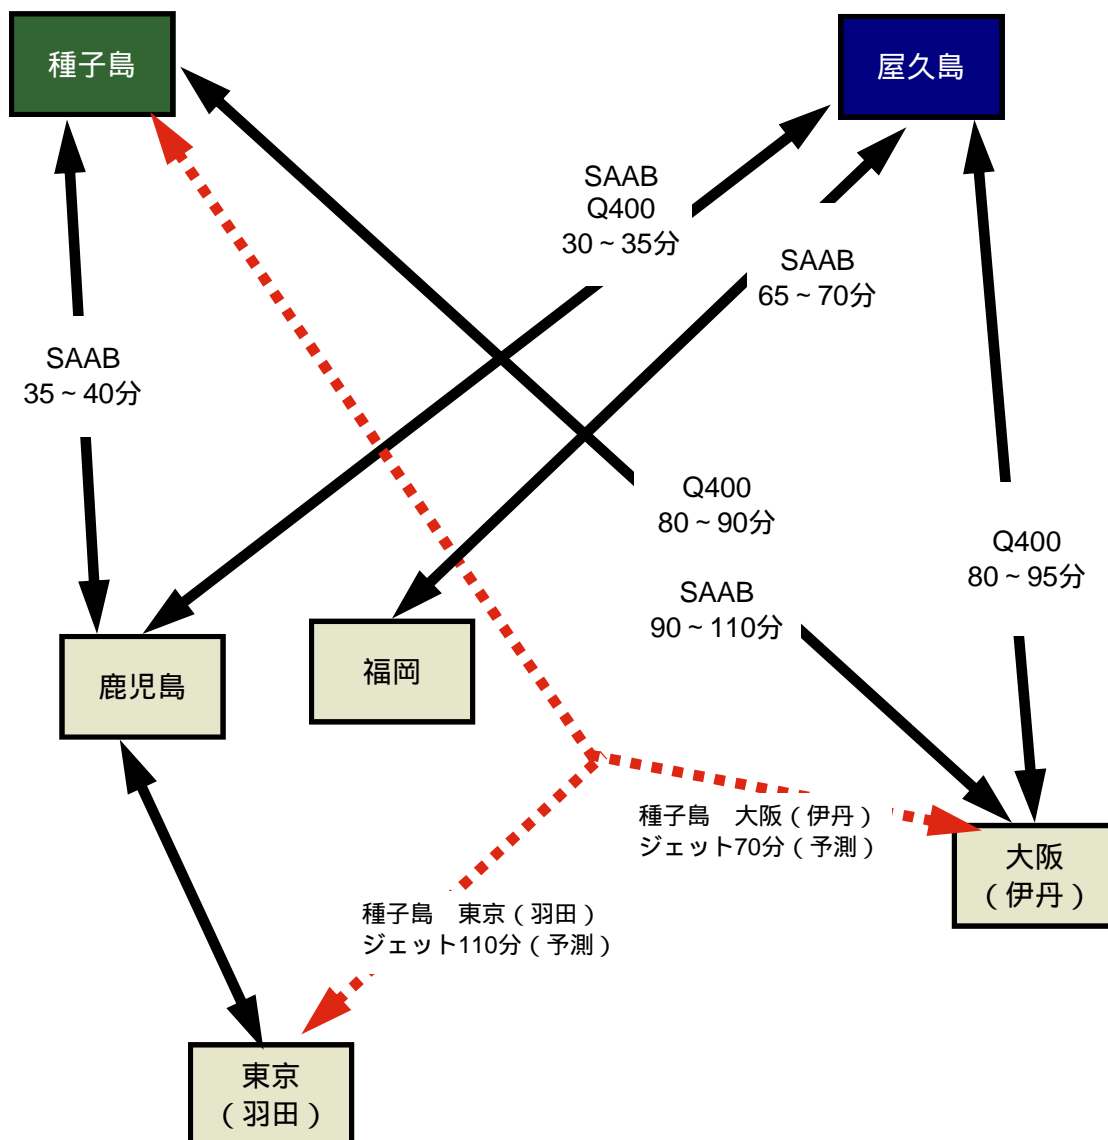 種子島
屋久島
SAAB
Q400
30～35分
SAAB
65～70分
SAAB
35～40分
Q400
80～90分
SAAB
90～110分
Q400
80～95分
鹿児島
福岡
種子島　大阪（伊丹）
ジェット70分（予測）
大阪
（伊丹）
種子島　東京（羽田）
ジェット110分（予測）
東京
（羽田）